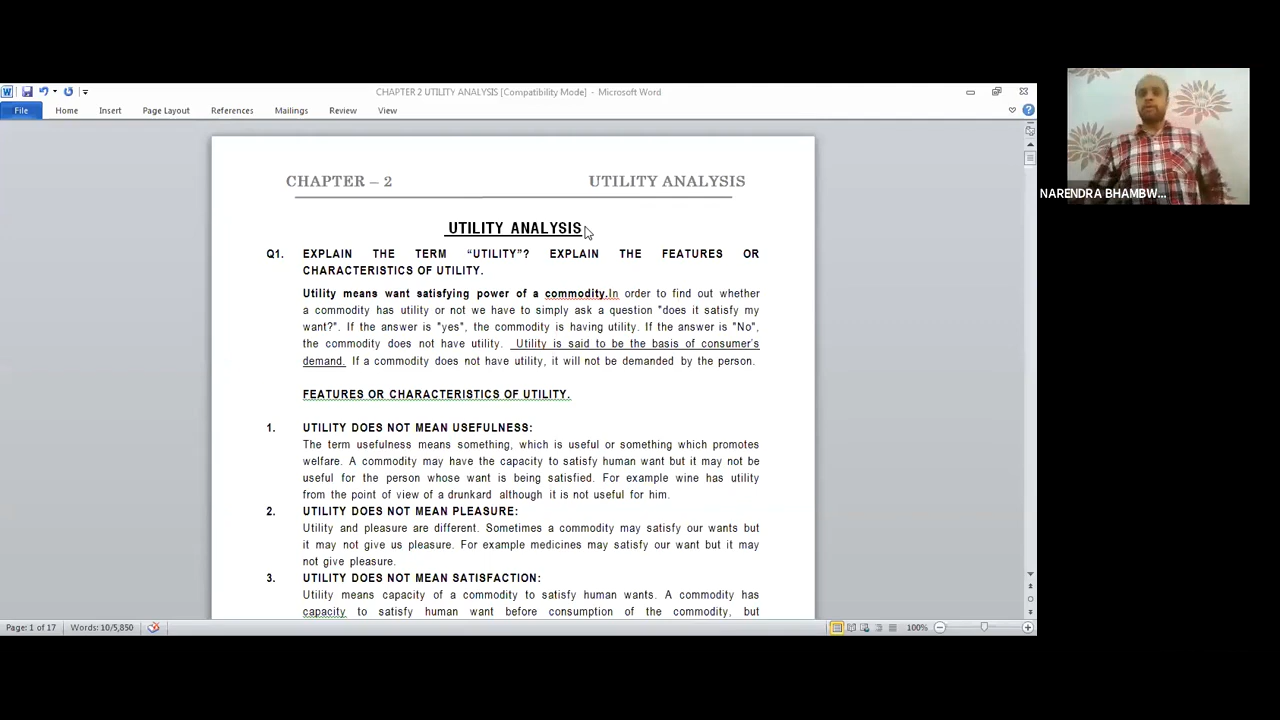 CHAPTER 2 UTILITY ANALYSIS [Compatibility Mode] - Microsoft Word
File Home Insert Page Layout References Mailings Review View
CHAPTER – 2 UTILITY ANALYSIS
UTILITY ANALYSIS
Q1. EXPLAIN THE TERM “UTILITY”? EXPLAIN THE FEATURES OR
CHARACTERISTICS OF UTILITY.
Utility means want satisfying power of a commodity.In order to find out whether
a commodity has utility or not we have to simply ask a question "does it satisfy my
want?". If the answer is "yes", the commodity is having utility. If the answer is "No",
the commodity does not have utility. Utility is said to be the basis of consumer's
demand. If a commodity does not have utility, it will not be demanded by the person.
FEATURES OR CHARACTERISTICS OF UTILITY.
1. UTILITY DOES NOT MEAN USEFULNESS:
The term usefulness means something, which is useful or something which promotes
welfare. A commodity may have the capacity to satisfy human want but it may not be
useful for the person whose want is being satisfied. For example wine has utility
from the point of view of a drunkard although it is not useful for him.
2. UTILITY DOES NOT MEAN PLEASURE:
Utility and pleasure are different. Sometimes a commodity may satisfy our wants but
it may not give us pleasure. For example medicines may satisfy our want but it may
not give pleasure.
3. UTILITY DOES NOT MEAN SATISFACTION:
Utility means capacity of a commodity to satisfy human wants. A commodity has
capacity to satisfy human want before consumption of the commodity, but
Page: 1 of 17 Words: 10/5,850 100%
NARENDRA BHAMBW...